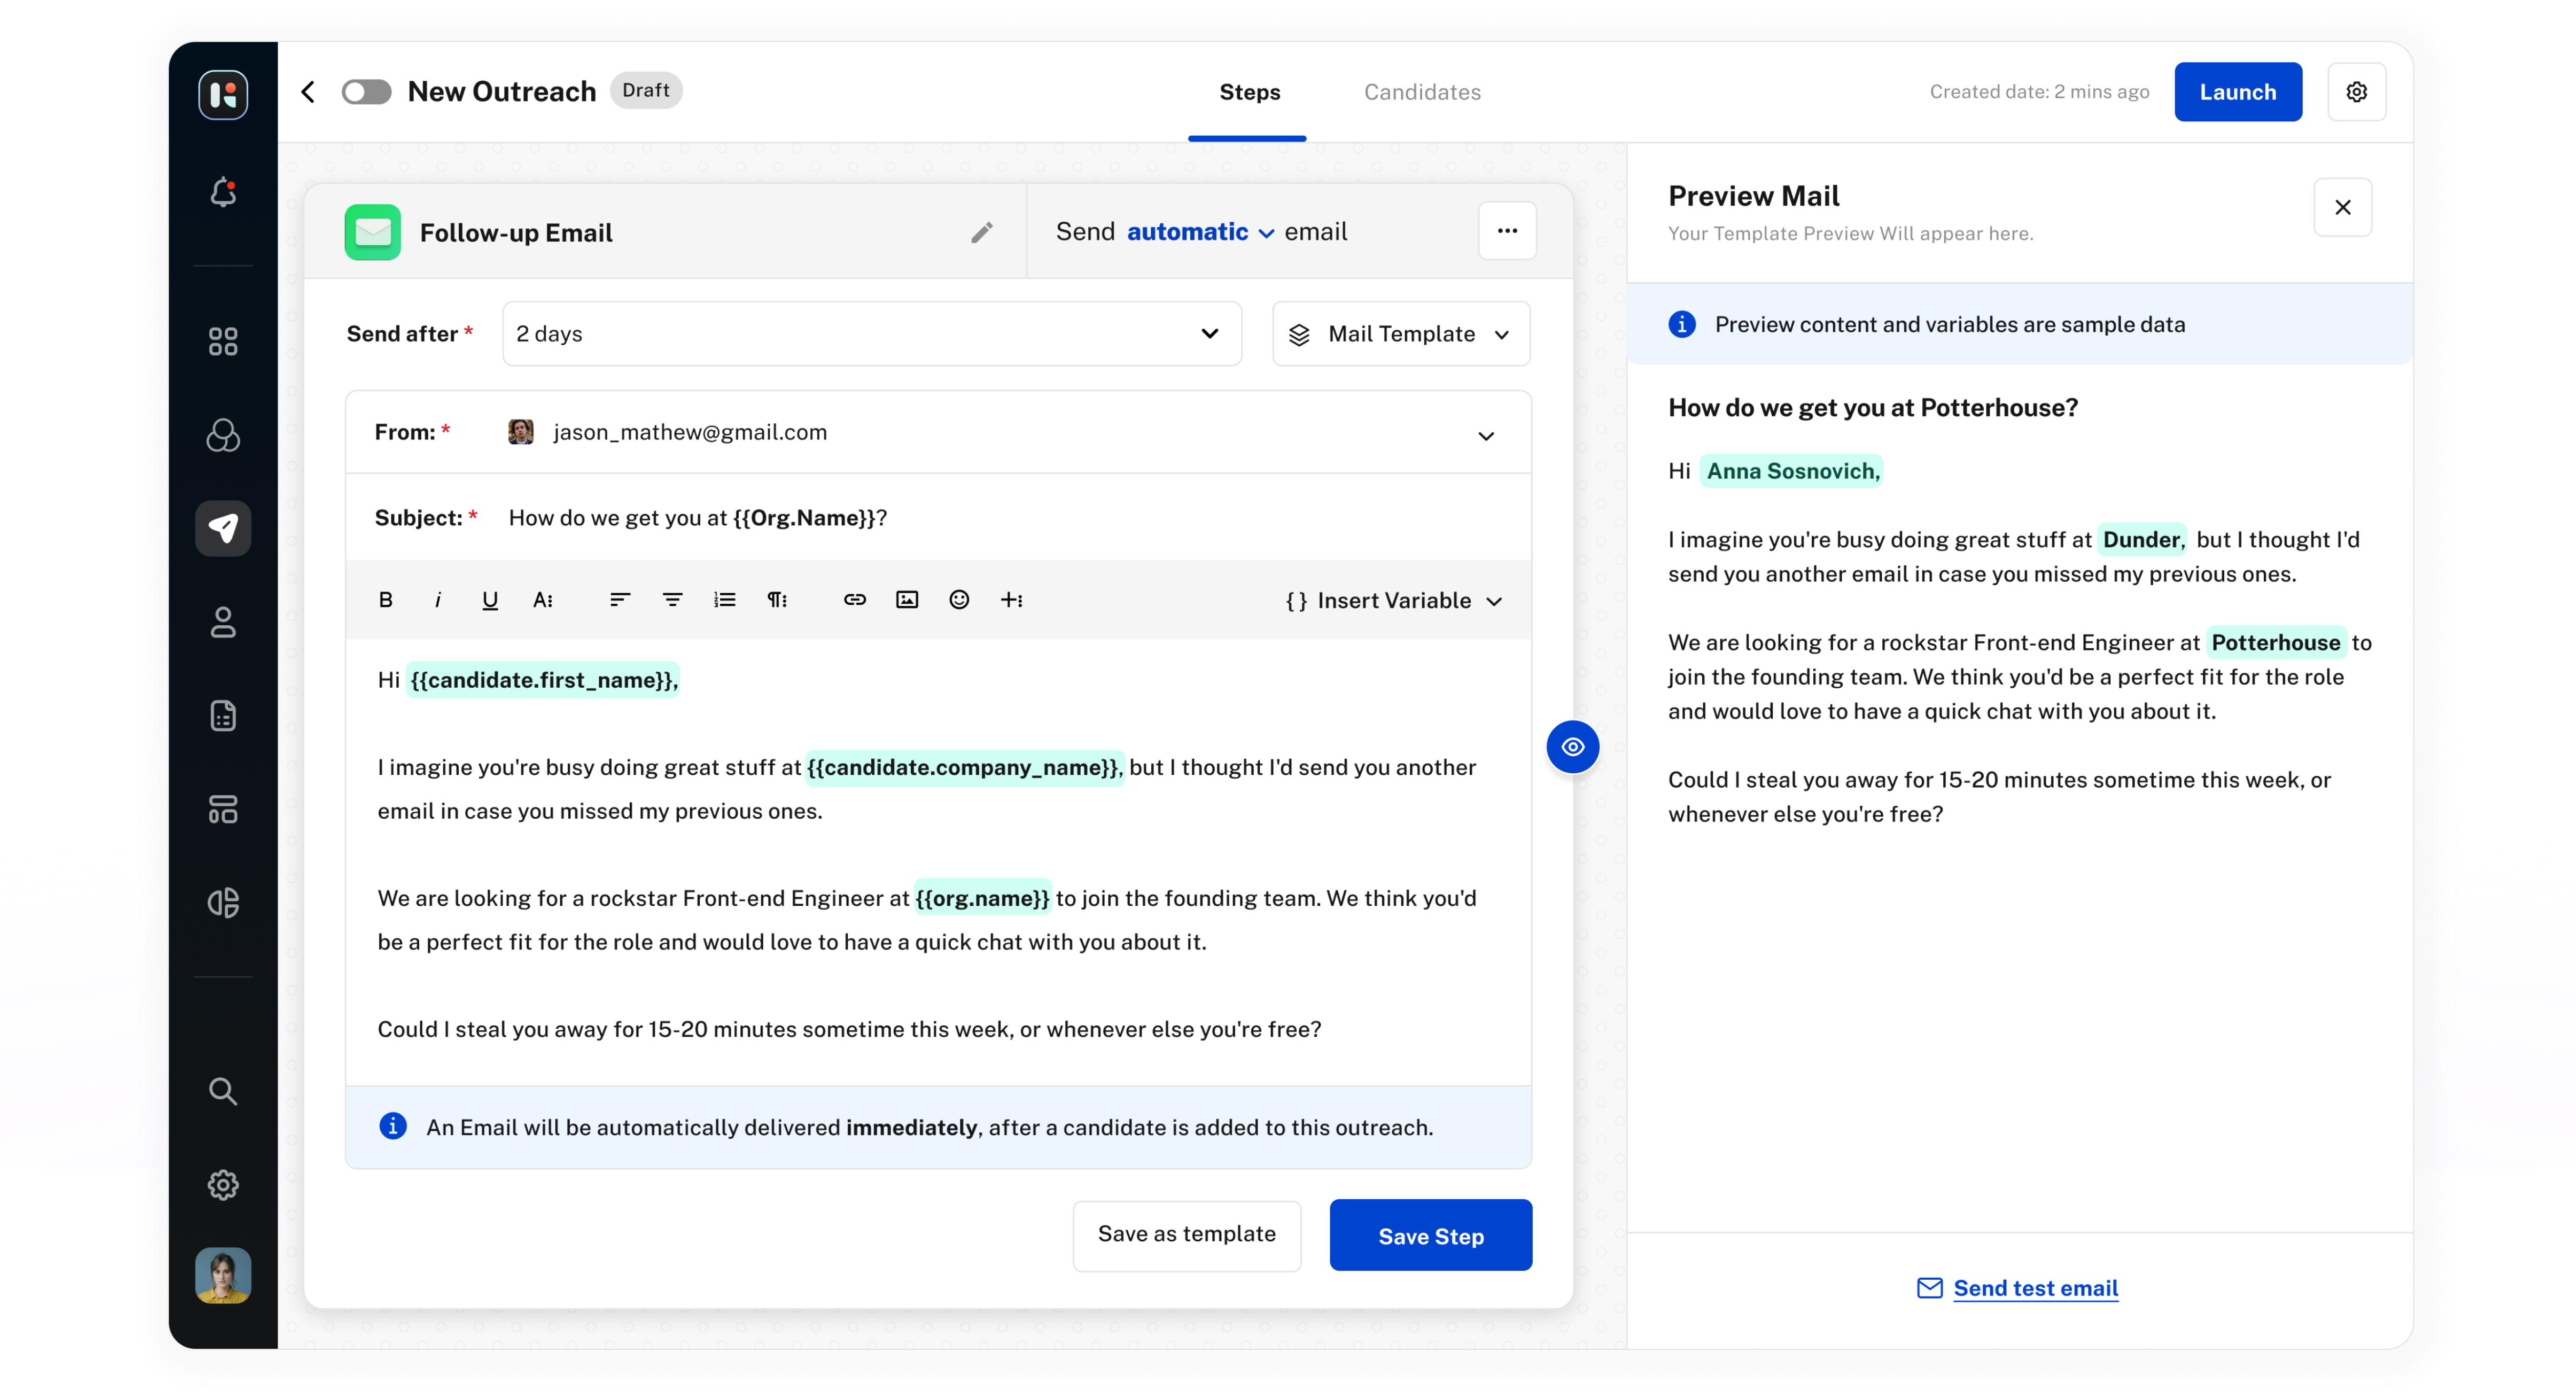 New Outreach Draft
Steps Candidates
Created date: 2 mins ago Launch
Follow-up Email
Send automatic email
Send after * 2 days Mail Template
From: * jason_mathew@gmail.com
Subject: * How do we get you at {{Org.Name}}?
B i U A { } Insert Variable
Hi {{candidate.first_name}},
I imagine you're busy doing great stuff at {{candidate.company_name}}, but I thought I'd send you another
email in case you missed my previous ones.
We are looking for a rockstar Front-end Engineer at {{org.name}} to join the founding team. We think you'd
be a perfect fit for the role and would love to have a quick chat with you about it.
Could I steal you away for 15-20 minutes sometime this week, or whenever else you're free?
An Email will be automatically delivered immediately, after a candidate is added to this outreach.
Save as template Save Step
Preview Mail
Your Template Preview Will appear here.
Preview content and variables are sample data
How do we get you at Potterhouse?
Hi Anna Sosnovich,
I imagine you're busy doing great stuff at Dunder, but I thought I'd
send you another email in case you missed my previous ones.
We are looking for a rockstar Front-end Engineer at Potterhouse to
join the founding team. We think you'd be a perfect fit for the role
and would love to have a quick chat with you about it.
Could I steal you away for 15-20 minutes sometime this week, or
whenever else you're free?
Send test email